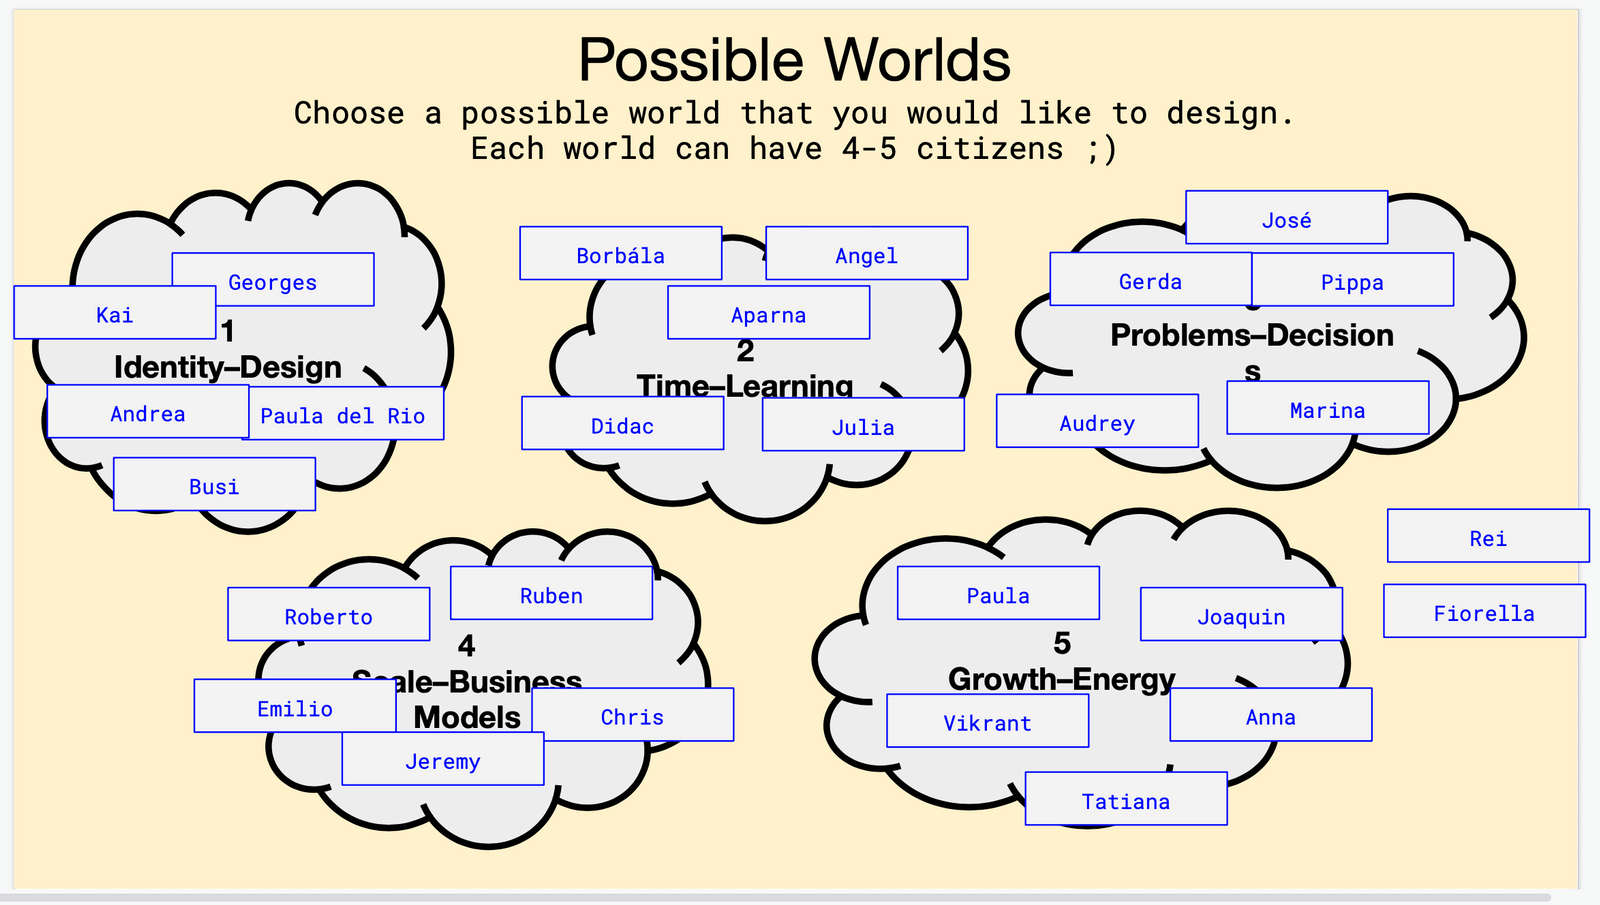 Possible Worlds
Choose a possible world that you would like to design.
Each world can have 4-5 citizens ;)
Georges
Kai
1
Identity–Design
Andrea
Paula del Rio
Busi
Borbála
Angel
Aparna
2
Time–Learning
Didac
Julia
José
Gerda
Pippa
Problems–Decision
s
Audrey
Marina
Roberto
Ruben
4
Scale–Business
Models
Emilio
Chris
Jeremy
Paula
Joaquin
5
Growth–Energy
Vikrant
Anna
Tatiana
Rei
Fiorella